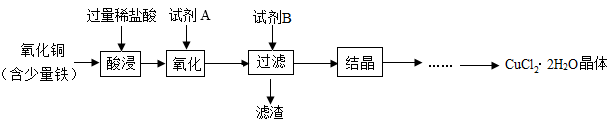 过量稀盐酸
试剂A
试剂B
氧化铜
（含少量铁）
酸浸
氧化
过滤
结晶
……
CuCl₂·2H₂O晶体
滤渣